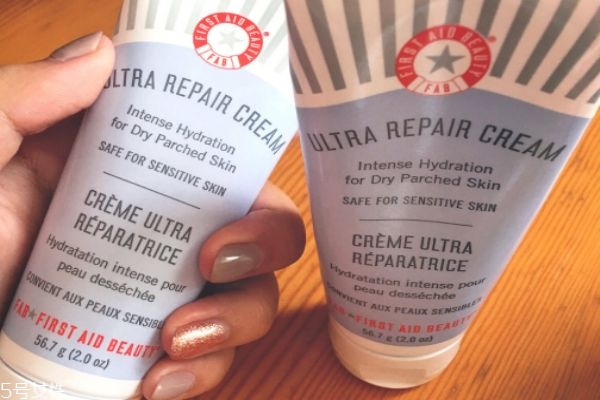 FIRST AID BEAUTY
FAB
ULTRA REPAIR CREAM
Intense Hydration
for Dry Parched Skin
SAFE FOR SENSITIVE SKIN
CRÈME ULTRA
RÉPARATRICE
Hydratation intense pour
peau desséchée
CONVIENT AUX PEAUX SENSIBLES
FAB FIRST AID BEAUTY
56.7 g (2.0 oz)
FIRST AID BEAUTY
FAB
ULTRA REPAIR CREAM
Intense Hydration
for Dry Parched Skin
SAFE FOR SENSITIVE SKIN
CRÈME ULTRA
RÉPARATRICE
Hydratation intense pour
peau desséchée
CONVIENT AUX PEAUX SENSIBLES
FAB FIRST AID BEAUTY
56.7 g (2.0 oz)